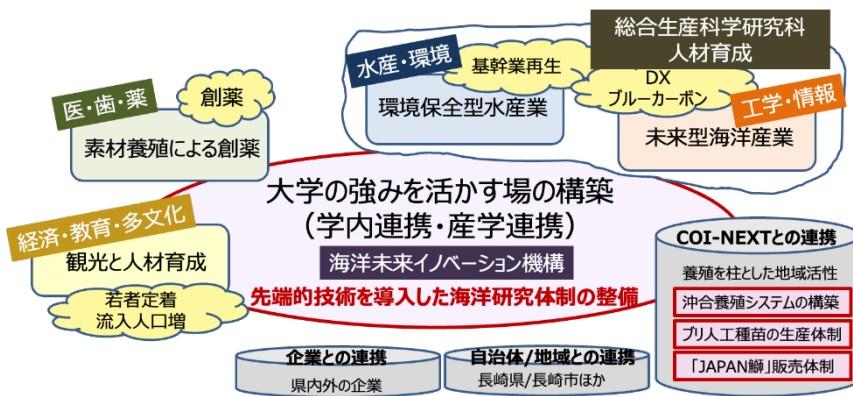 総合生産科学研究科
人材育成
水産・環境
基幹業再生
DX
ブルーカーボン
環境保全型水産業
工学・情報
未来型海洋産業
医・歯・薬
創薬
素材養殖による創薬
大学の強みを活かす場の構築
(学内連携・産学連携)
海洋未来イノベーション機構
先端的技術を導入した海洋研究体制の整備
経済・教育・多文化
観光と人材育成
若者定着
流入人口増
COI-NEXTとの連携
養殖を柱とした地域活性
沖合養殖システムの構築
ブリ人工種苗の生産体制
「JAPAN鰤」販売体制
企業との連携
県内外の企業
自治体/地域との連携
長崎県/長崎市ほか